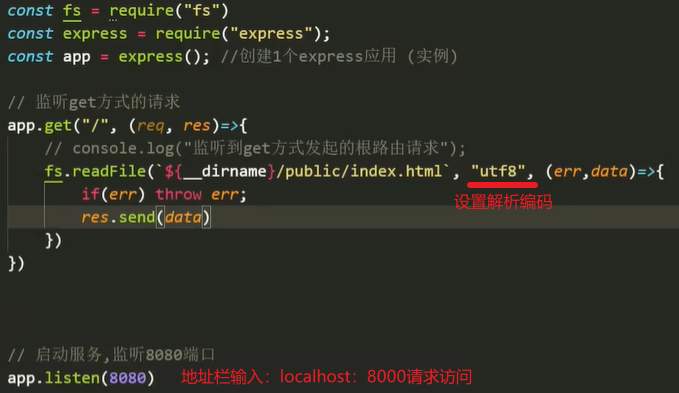 const fs = require("fs")
const express = require("express");
const app = express(); //创建1个express应用 (实例)
// 监听get方式的请求
app.get("/", (req, res)=>{
// console.log("监听到get方式发起的根路由请求");
fs.readFile(`${__dirname}/public/index.html`, "utf8", (err,data)=>{
if(err) throw err;
设置解析编码
res.send(data)
})
})
// 启动服务,监听8080端口
app.listen(8080) 地址栏输入：localhost：8000请求访问